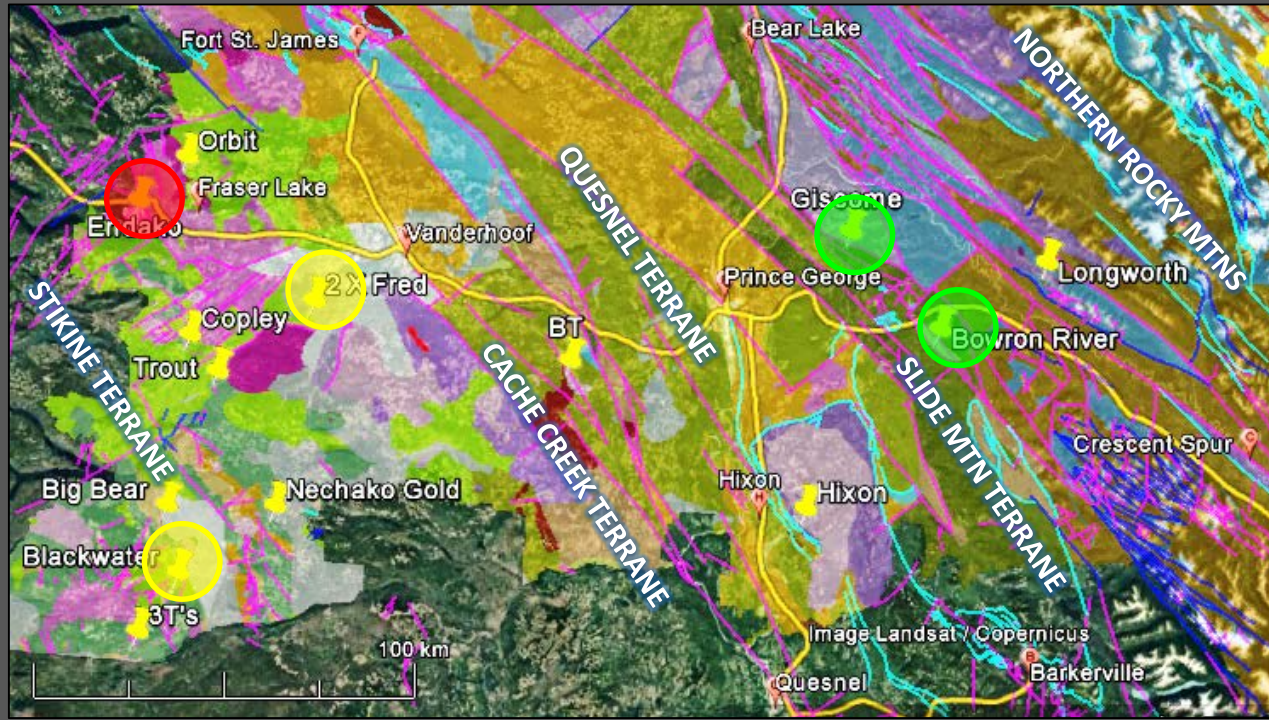 Fort St. James
Bear Lake
NORTHERN ROCKY MTNS
Orbit
Fraser Lake
Endako
Vanderhoof
QUESNEL TERRANE
Giscome
Longworth
Prince George
2 X Fred
STIKINE TERRANE
Copley
BT
Bowron River
Trout
CACHE CREEK TERRANE
SLIDE MTN TERRANE
Crescent Spur
Big Bear
Nechako Gold
Hixon
Hixon
Blackwater
3T's
100 km
Image Landsat / Copernicus
Barkerville
Quesnel